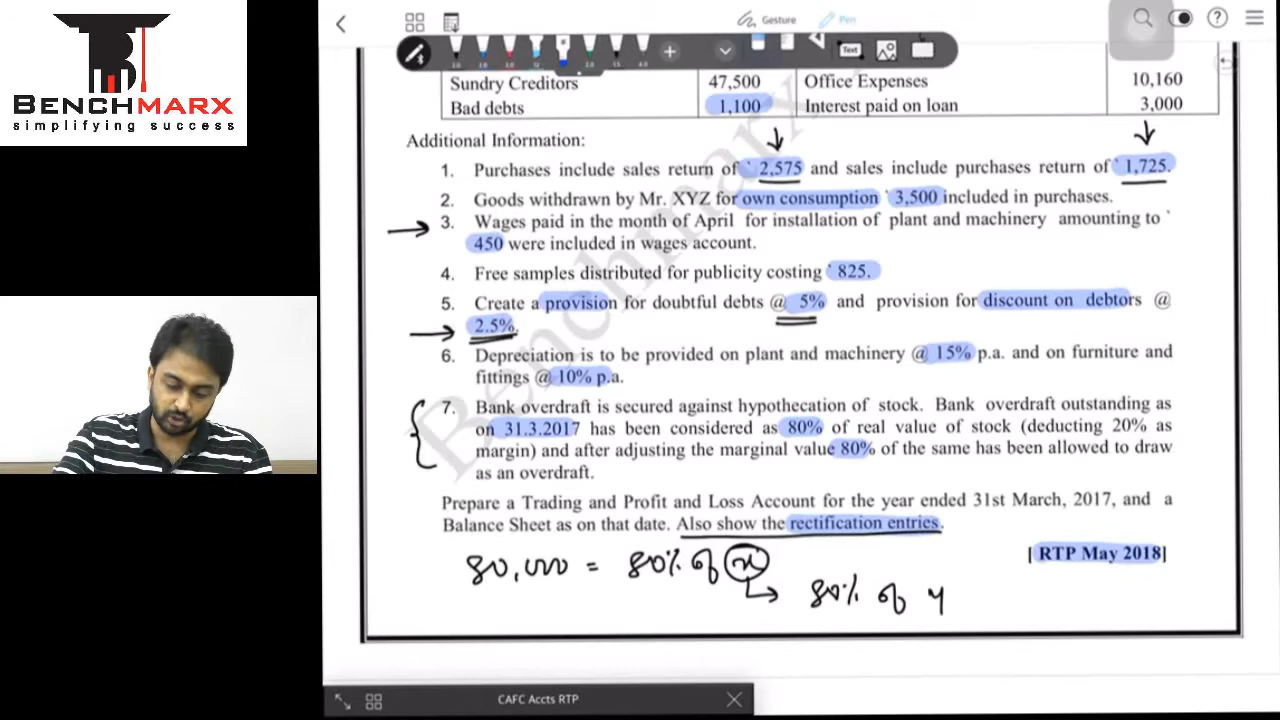 BENCHMARX
simplifying success
Gesture
Pen
Text
Sundry Creditors 47,500 Office Expenses 10,160
Bad debts 1,100 Interest paid on loan 3,000
Additional Information:
1. Purchases include sales return of ` 2,575 and sales include purchases return of ` 1,725.
2. Goods withdrawn by Mr. XYZ for own consumption ` 3,500 included in purchases.
3. Wages paid in the month of April for installation of plant and machinery amounting to `
450 were included in wages account.
4. Free samples distributed for publicity costing ` 825.
5. Create a provision for doubtful debts @ 5% and provision for discount on debtors @
2.5%.
6. Depreciation is to be provided on plant and machinery @ 15% p.a. and on furniture and
fittings @ 10% p.a.
7. Bank overdraft is secured against hypothecation of stock. Bank overdraft outstanding as
on 31.3.2017 has been considered as 80% of real value of stock (deducting 20% as
margin) and after adjusting the marginal value 80% of the same has been allowed to draw
as an overdraft.
Prepare a Trading and Profit and Loss Account for the year ended 31st March, 2017, and a
Balance Sheet as on that date. Also show the rectification entries.
[ RTP May 2018]
80,000 = 80% of x
80% of y
Benchmarx
CAFC Accts RTP